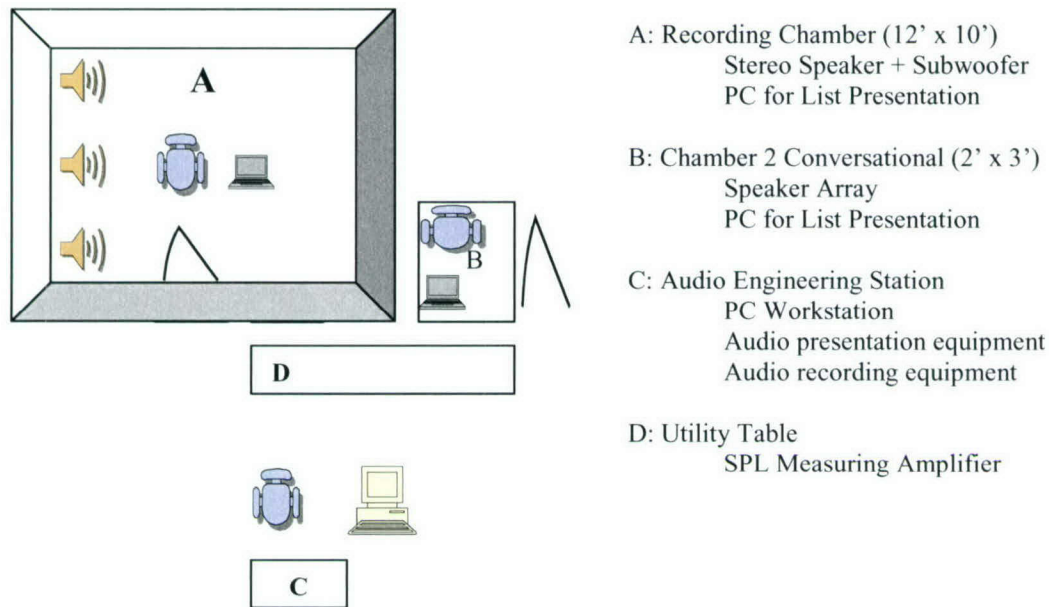 A
B
D
C
A: Recording Chamber (12’ x 10’)
Stereo Speaker + Subwoofer
PC for List Presentation
B: Chamber 2 Conversational (2’ x 3’)
Speaker Array
PC for List Presentation
C: Audio Engineering Station
PC Workstation
Audio presentation equipment
Audio recording equipment
D: Utility Table
SPL Measuring Amplifier